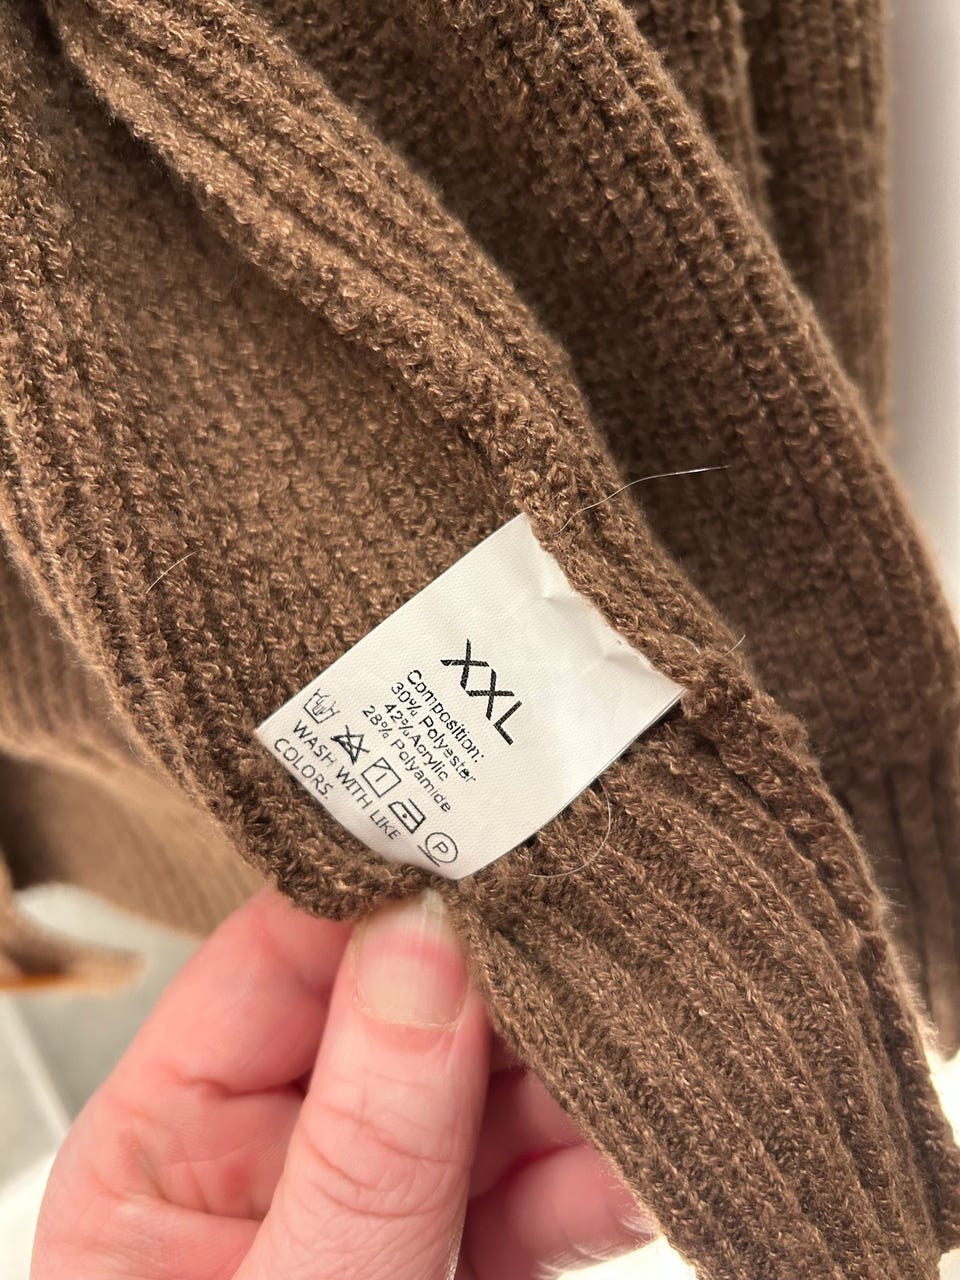 XXL
Composition:
30% Polyester
42%Acrylic
28% Polyamide
P
WASH WITH LIKE
COLORS.